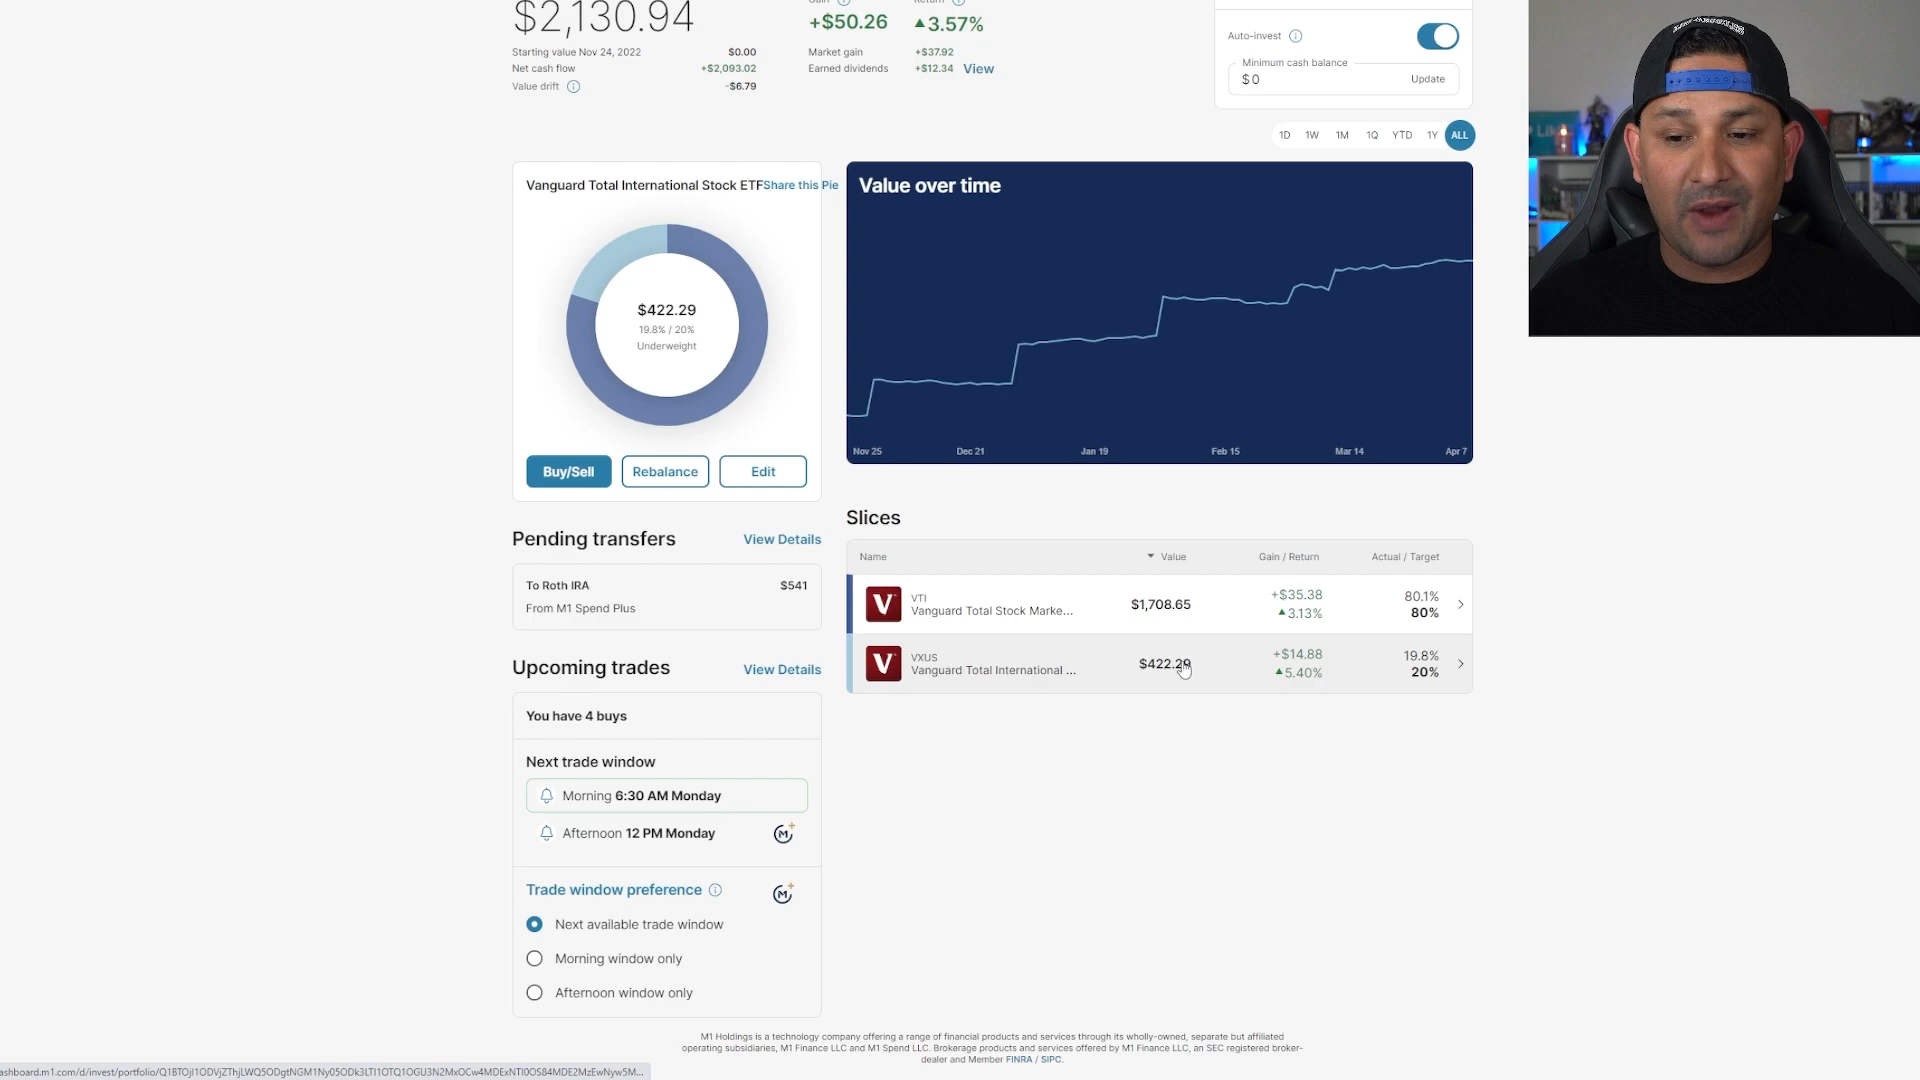 $2,130.94
Starting value Nov 24, 2022 $0.00
Net cash flow +$2,093.02
Value drift -$6.79
Gain Return
+$50.26 3.57%
Market gain +$37.92
Earned dividends +$12.34 View
Auto-invest
Minimum cash balance
$ 0 Update
1D 1W 1M 1Q YTD 1Y ALL
Vanguard Total International Stock ETF Share this Pie
$422.29
19.8% / 20%
Underweight
Buy/Sell Rebalance Edit
Value over time
Nov 25 Dec 21 Jan 19 Feb 15 Mar 14 Apr 7
Pending transfers View Details
To Roth IRA $541
From M1 Spend Plus
Upcoming trades View Details
You have 4 buys
Next trade window
Morning 6:30 AM Monday
Afternoon 12 PM Monday
Trade window preference
Next available trade window
Morning window only
Afternoon window only
Slices
Name Value Gain / Return Actual / Target
VTI
Vanguard Total Stock Marke...
$1,708.65
+$35.38
3.13%
80.1%
80%
VXUS
Vanguard Total International ...
$422.29
+$14.88
5.40%
19.8%
20%
M1 Holdings is a technology company offering a range of financial products and services through its wholly-owned, separate but affiliated
operating subsidiaries, M1 Finance LLC and M1 Spend LLC. Brokerage products and services offered by M1 Finance LLC, an SEC registered broker-
dealer and Member FINRA / SIPC.